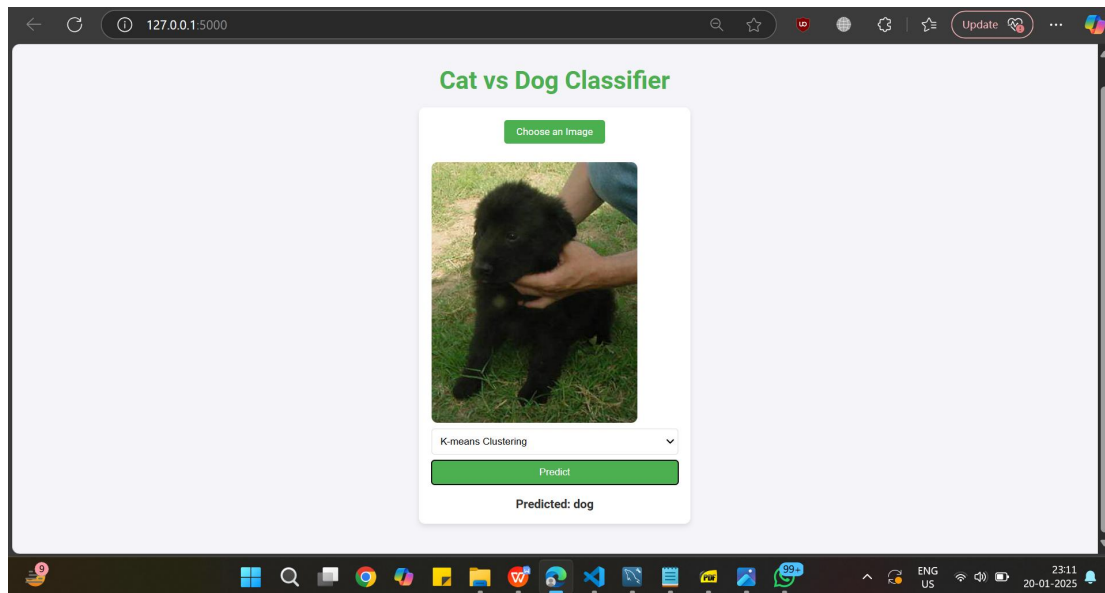 127.0.0.1:5000
Update
Cat vs Dog Classifier
Choose an Image
K-means Clustering
Predict
Predicted: dog
9
99+
ENG
US
23:11
20-01-2025